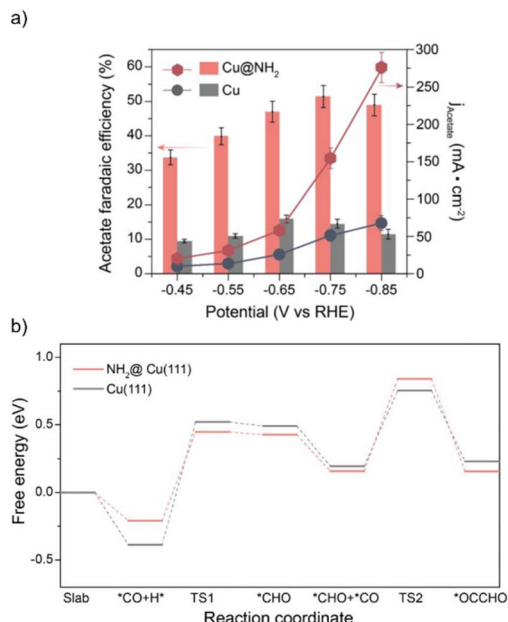 a)
Acetate faradaic efficiency (%)
60
50
40
30
20
10
0
Cu@NH₂
Cu
300
250
200
150
100
50
0
jAcetate (mA • cm⁻²)
-0.45 -0.55 -0.65 -0.75 -0.85
Potential (V vs RHE)
b)
Free energy (eV)
1.0
0.5
0.0
-0.5
NH₂@ Cu(111)
Cu(111)
Slab *CO+H* TS1 *CHO *CHO+*CO TS2 *OCCHO
Reaction coordinate